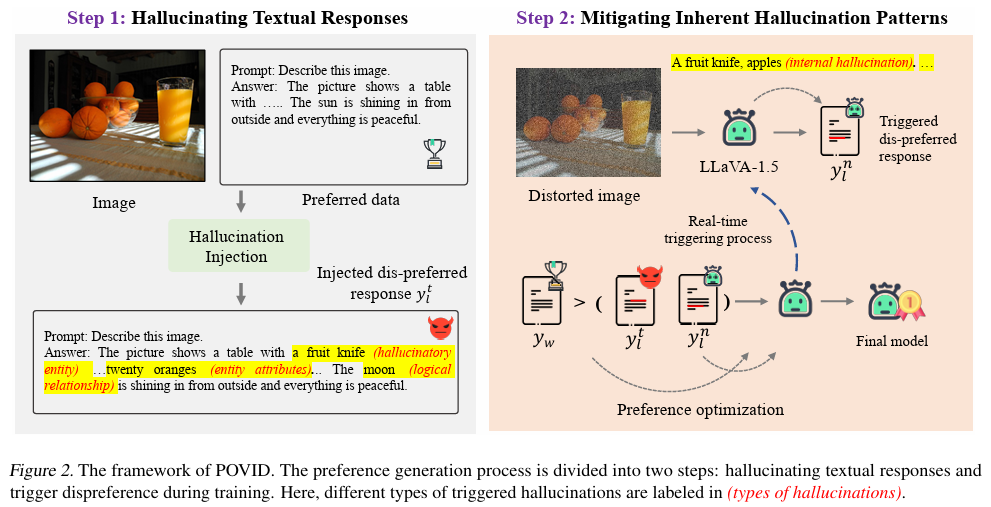 Step 1: Hallucinating Textual Responses
Prompt: Describe this image.
Answer: The picture shows a table
with ….. The sun is shining in from
outside and everything is peaceful.
Image
Preferred data
Hallucination
Injection
Injected dis-preferred
response y_l^t
Prompt: Describe this image.
Answer: The picture shows a table with a fruit knife (hallucinatory
entity) …twenty oranges (entity attributes)... The moon (logical
relationship) is shining in from outside and everything is peaceful.
Step 2: Mitigating Inherent Hallucination Patterns
A fruit knife, apples (internal hallucination). …
Distorted image
LLaVA-1.5
y_l^n
Triggered
dis-preferred
response
Real-time
triggering process
> ( )
y_w
y_l^t
y_l^n
1
Final model
Preference optimization
Figure 2. The framework of POVID. The preference generation process is divided into two steps: hallucinating textual responses and
trigger dispreference during training. Here, different types of triggered hallucinations are labeled in (types of hallucinations).